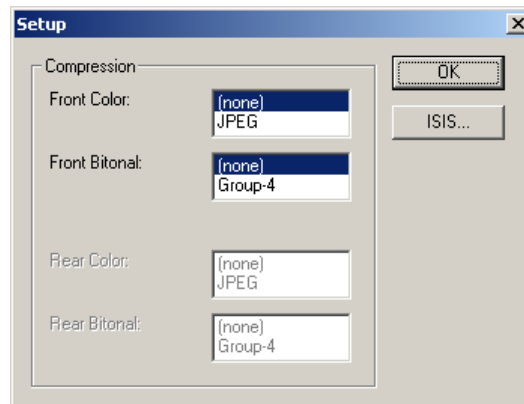 Setup
Compression
OK
Front Color:
(none)
JPEG
ISIS...
Front Bitonal:
(none)
Group-4
Rear Color:
(none)
JPEG
Rear Bitonal:
(none)
Group-4